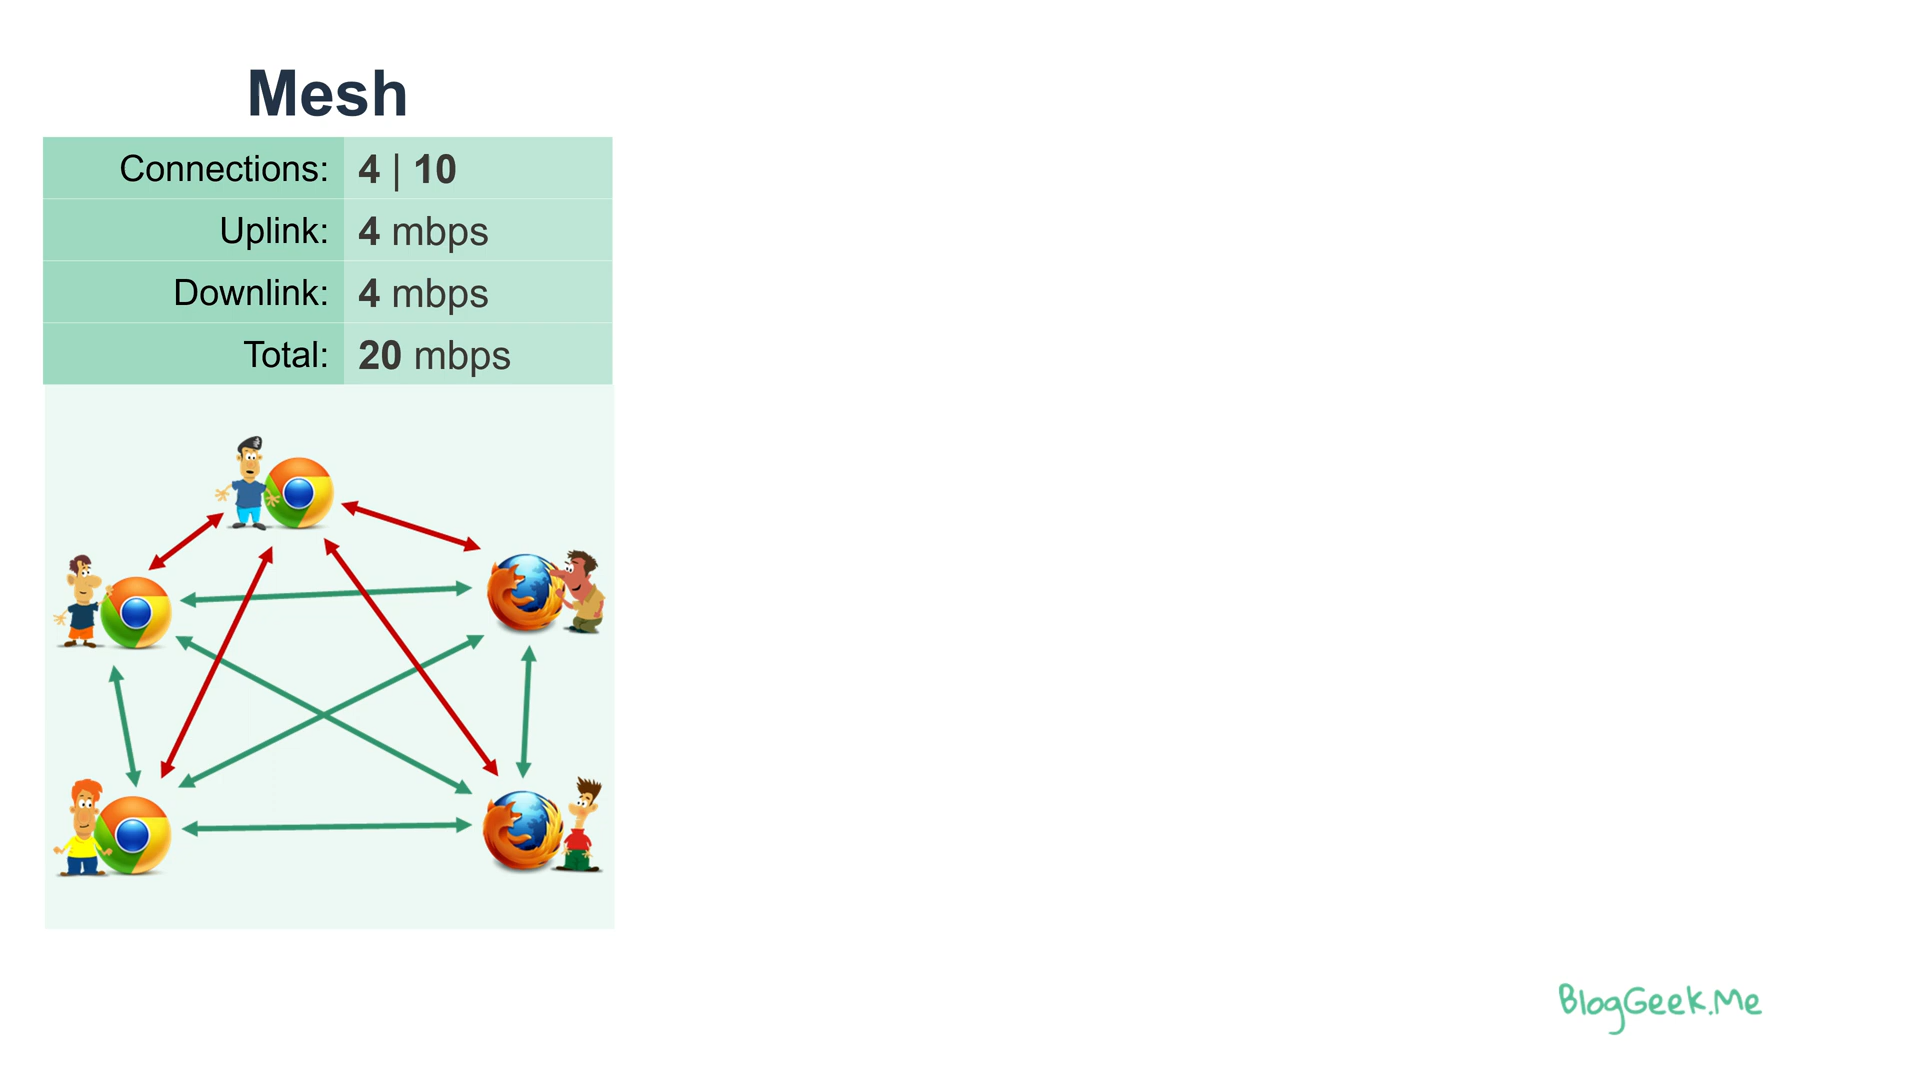 Mesh
Connections: 4 | 10
Uplink: 4 mbps
Downlink: 4 mbps
Total: 20 mbps
BlogGeek.Me